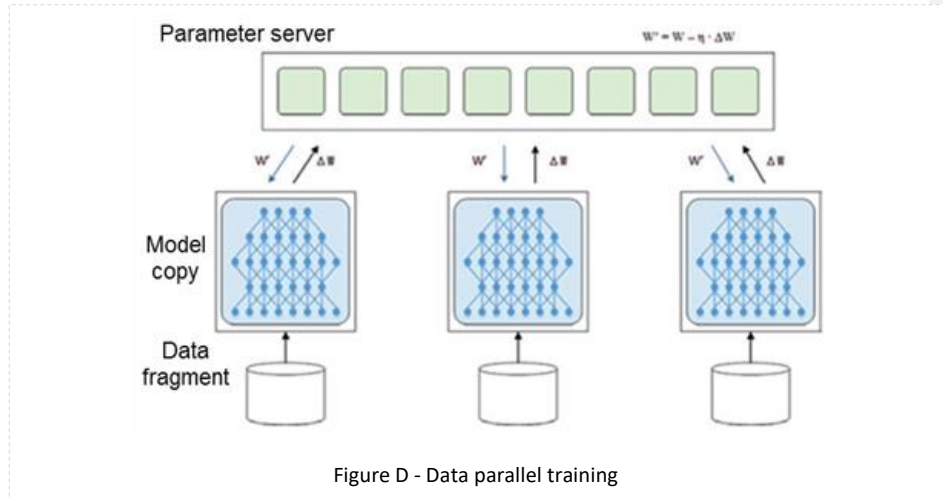 Parameter server
W' = W − η · ΔW
W'
ΔW
W'
ΔW
W'
ΔW
Model
copy
Data
fragment
Figure D - Data parallel training